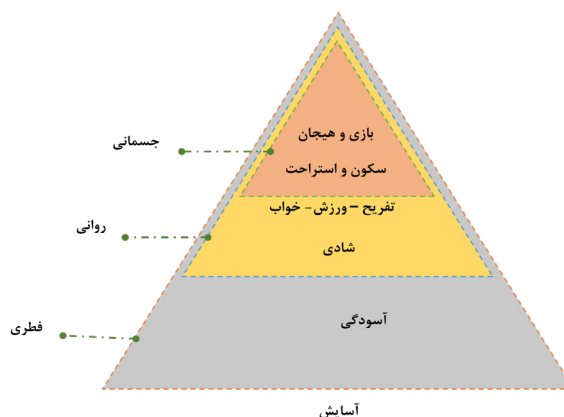 بازی و هیجان
جسمانی
سکون و استراحت
تفریح – ورزش- خواب
روانی
شادی
آسودگی
فطری
آسایش